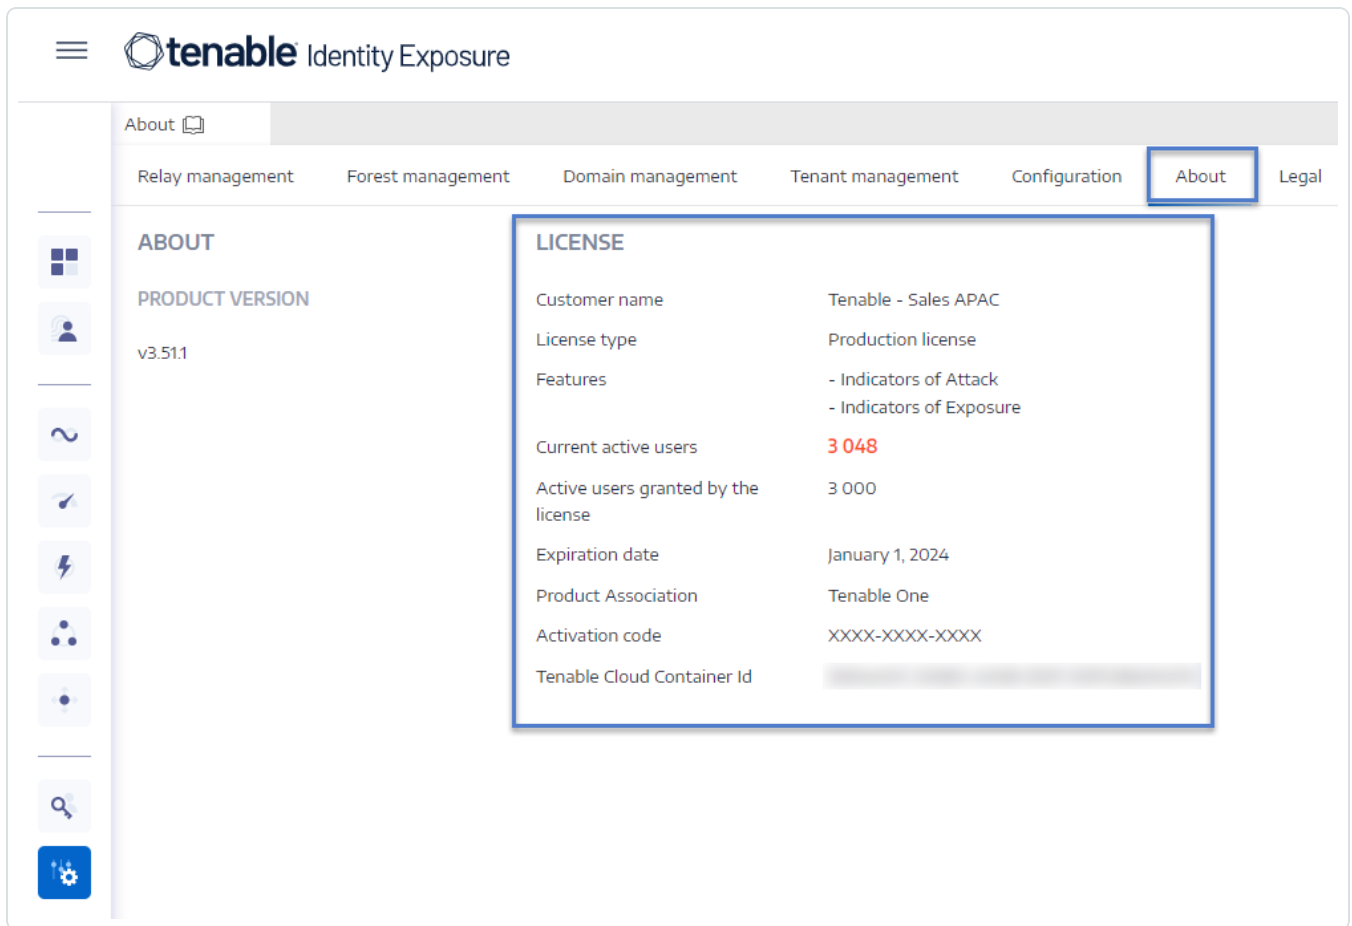 tenable Identity Exposure
About
Relay management Forest management Domain management Tenant management Configuration About Legal
ABOUT
PRODUCT VERSION
v3.51.1
LICENSE
Customer name Tenable - Sales APAC
License type Production license
Features - Indicators of Attack
- Indicators of Exposure
Current active users 3 048
Active users granted by the 3 000
license
Expiration date January 1, 2024
Product Association Tenable One
Activation code XXXX-XXXX-XXXX
Tenable Cloud Container Id